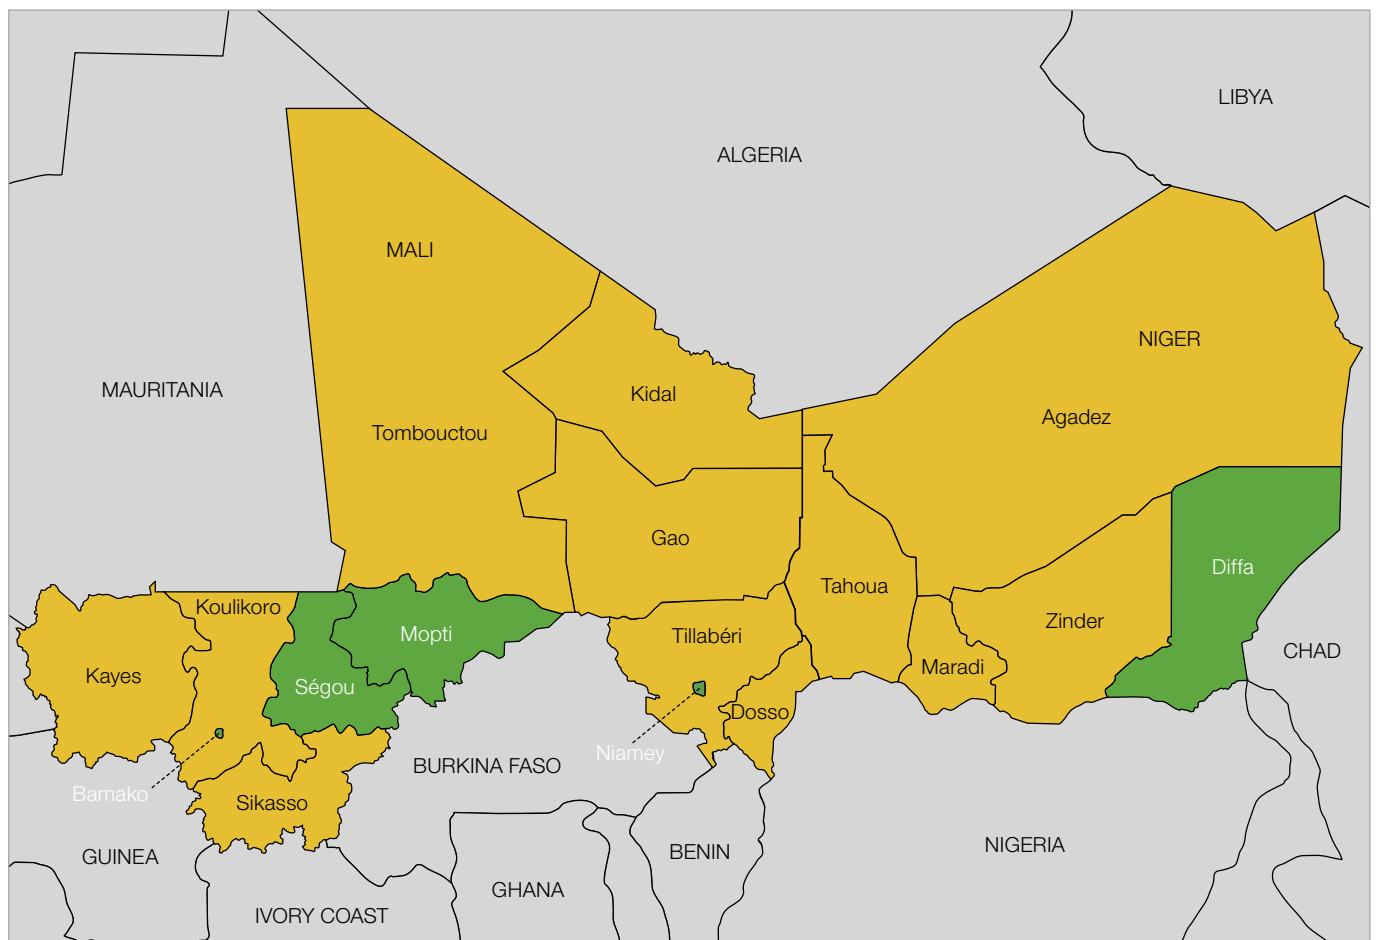 LIBYA
ALGERIA
MALI
NIGER
MAURITANIA
Kidal
Agadez
Tombouctou
Gao
Diffa
Tahoua
Koulikoro
Zinder
Mopti
Tillabéri
CHAD
Maradi
Kayes
Ségou
Dosso
Niamey
BURKINA FASO
Bamako
Sikasso
NIGERIA
BENIN
GUINEA
GHANA
IVORY COAST